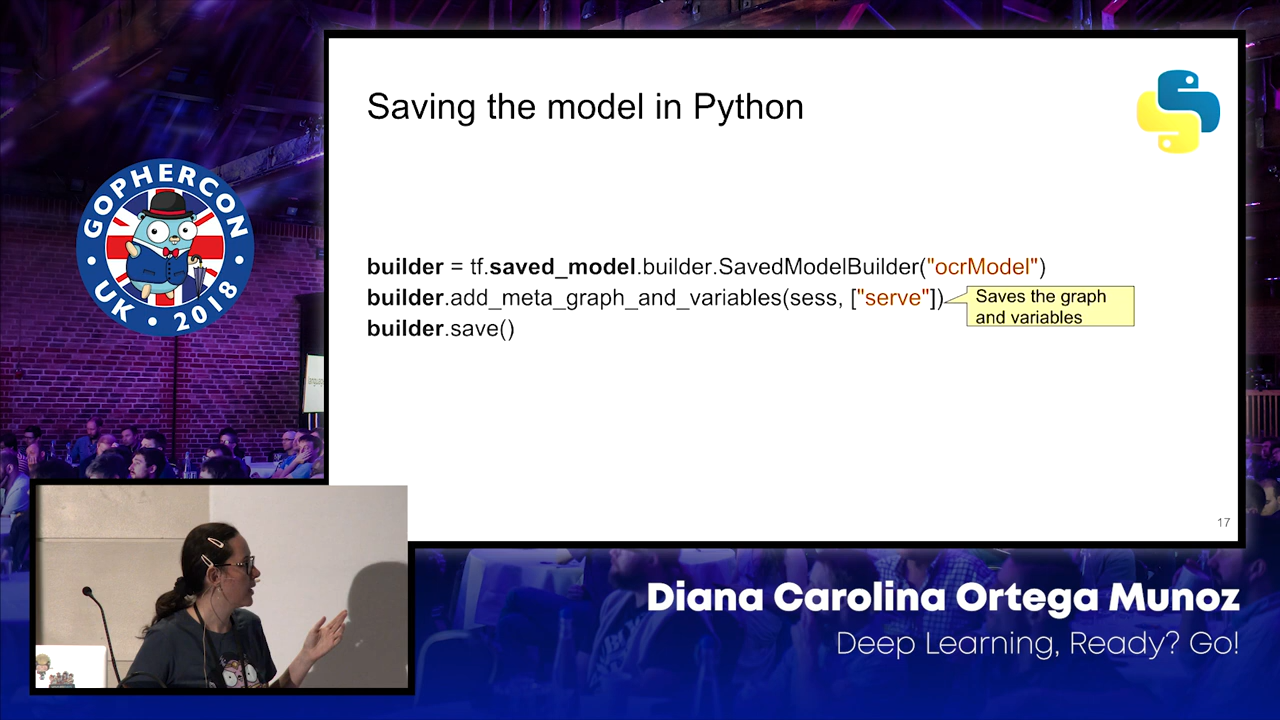 Saving the model in Python
GOPHERCON
UK • 2018
builder = tf.saved_model.builder.SavedModelBuilder("ocrModel")
builder.add_meta_graph_and_variables(sess, ["serve"])
Saves the graph
and variables
builder.save()
17
Diana Carolina Ortega Munoz
Deep Learning, Ready? Go!